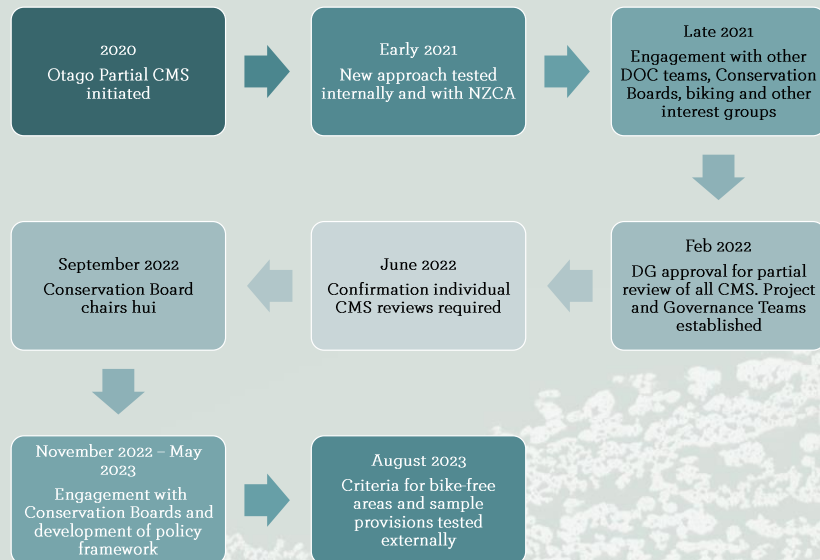 2020
Otago Partial CMS
initiated
Early 2021
New approach tested
internally and with NZCA
Late 2021
Engagement with other
DOC teams, Conservation
Boards, biking and other
interest groups
Feb 2022
DG approval for partial
review of all CMS. Project
and Governance Teams
established
June 2022
Confirmation individual
CMS reviews required
September 2022
Conservation Board
chairs hui
November 2022 – May
2023
Engagement with
Conservation Boards and
development of policy
framework
August 2023
Criteria for bike-free
areas and sample
provisions tested
externally